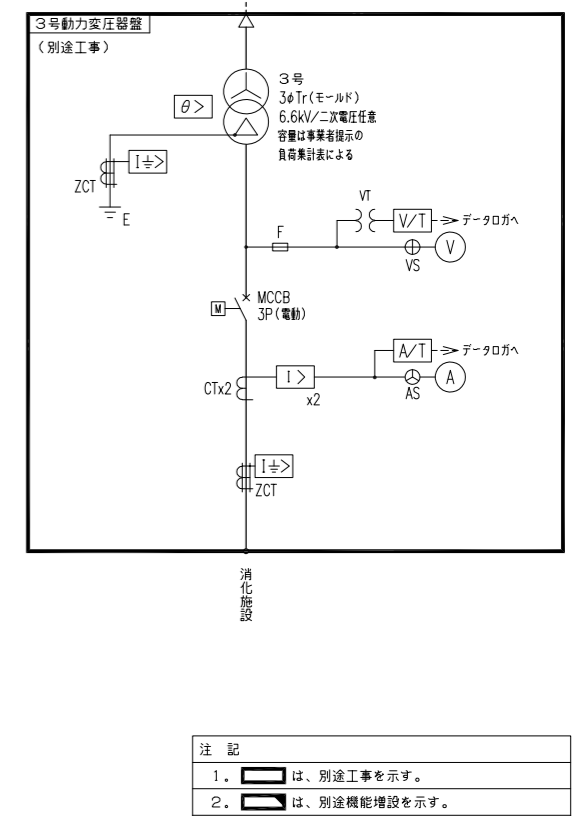 ３号動力変圧器盤
（別途工事）
３号
3φTr(モールド)
6.6kV/二次電圧任意
容量は事業者提示の
負荷集計表による
θ>
I⏚>
ZCT
E
VT
V/T
データロガへ
F
VS
V
M
MCCB
3P(電動)
A/T
データロガへ
CTx2
I>
x2
AS
A
I⏚>
ZCT
消化施設
注　記
１． は、別途工事を示す。
２． は、別途機能増設を示す。